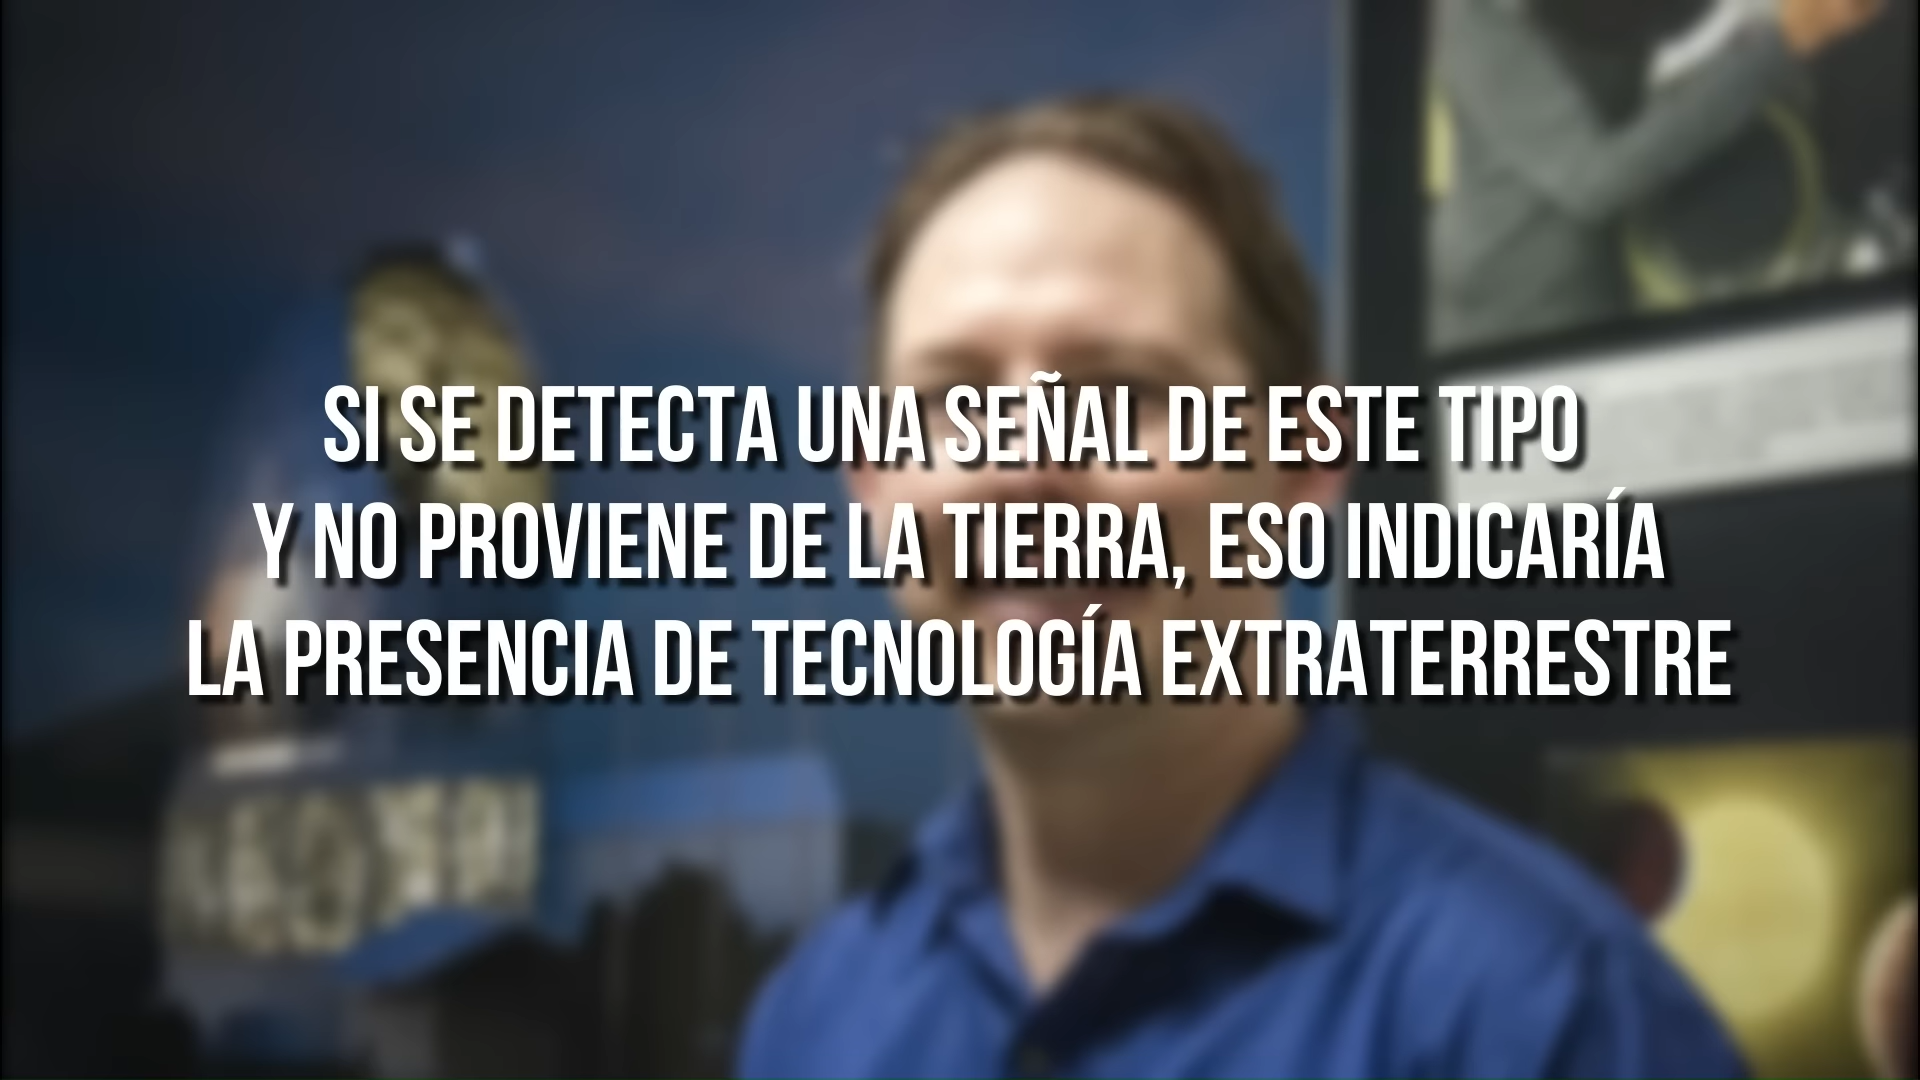 SI SE DETECTA UNA SEÑAL DE ESTE TIPO
Y NO PROVIENE DE LA TIERRA, ESO INDICARÍA
LA PRESENCIA DE TECNOLOGÍA EXTRATERRESTRE